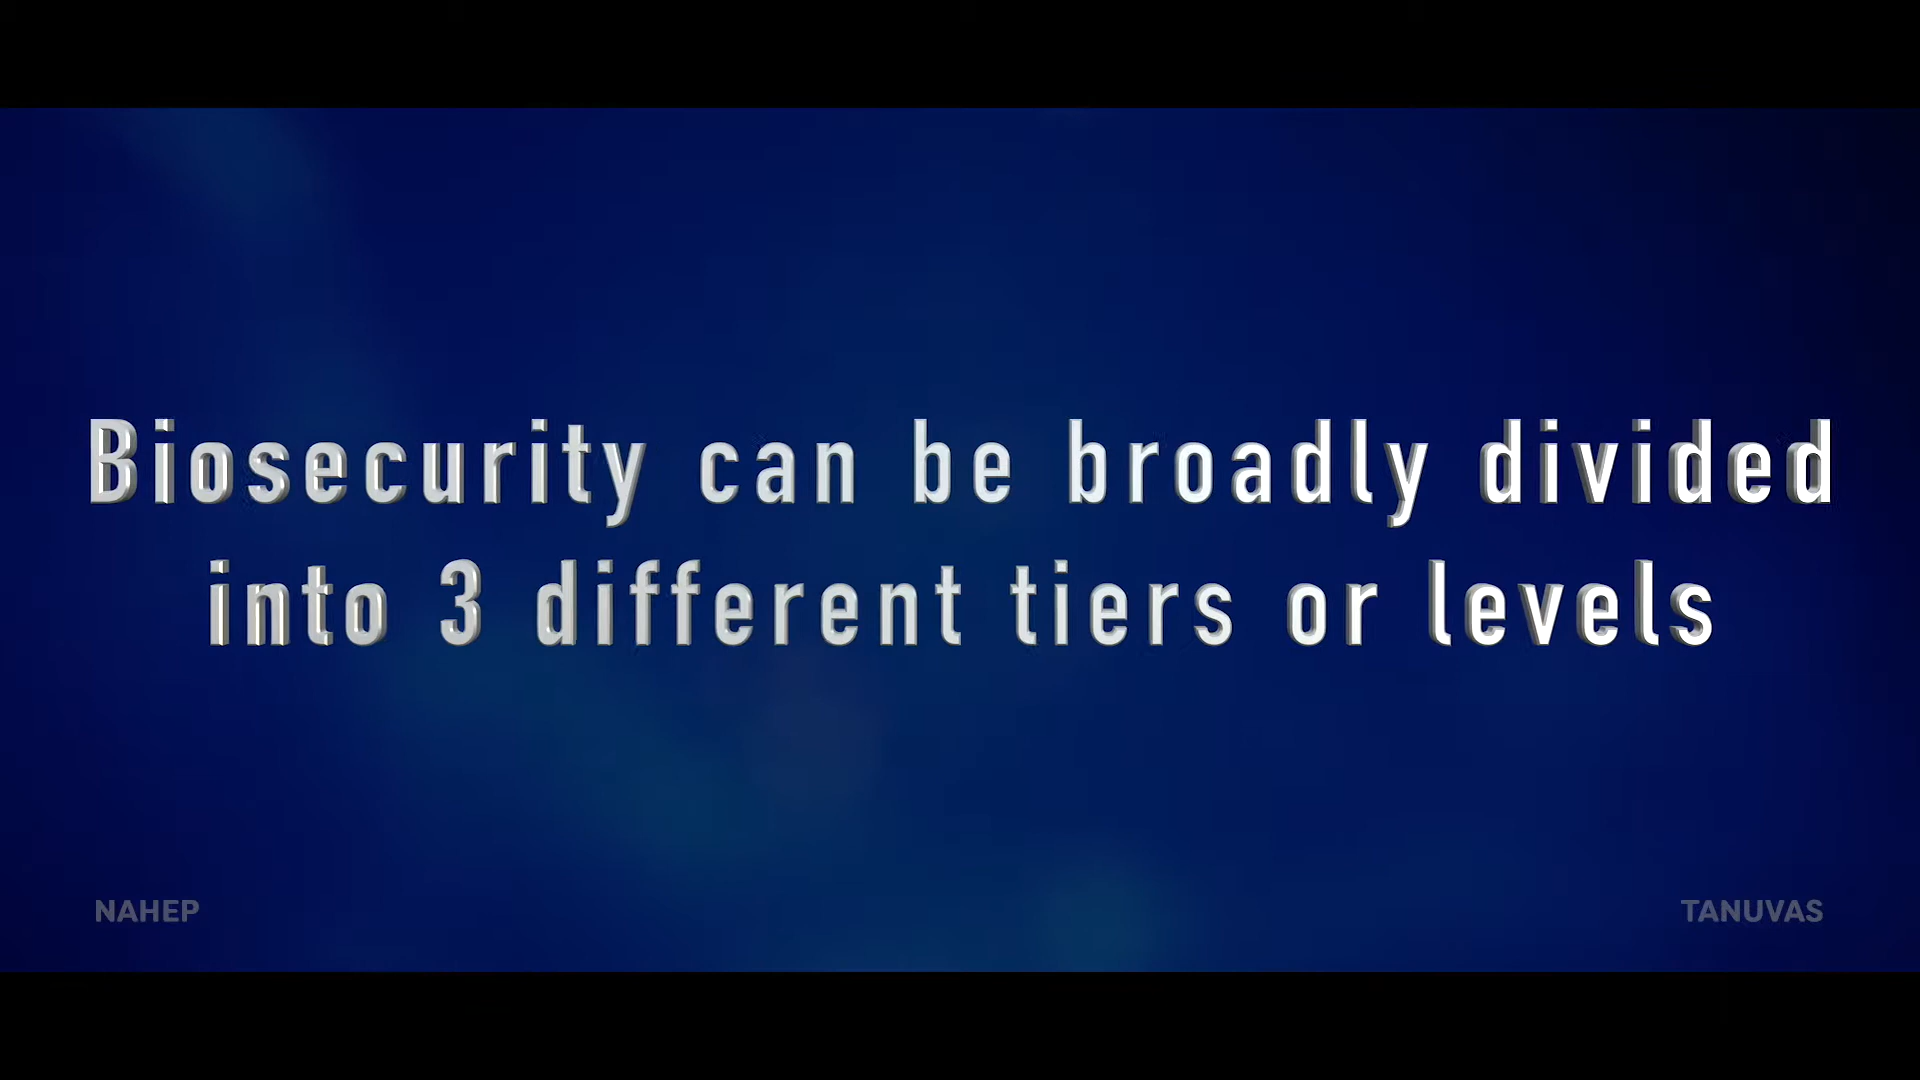 Biosecurity can be broadly divided
into 3 different tiers or levels
NAHEP
TANUVAS